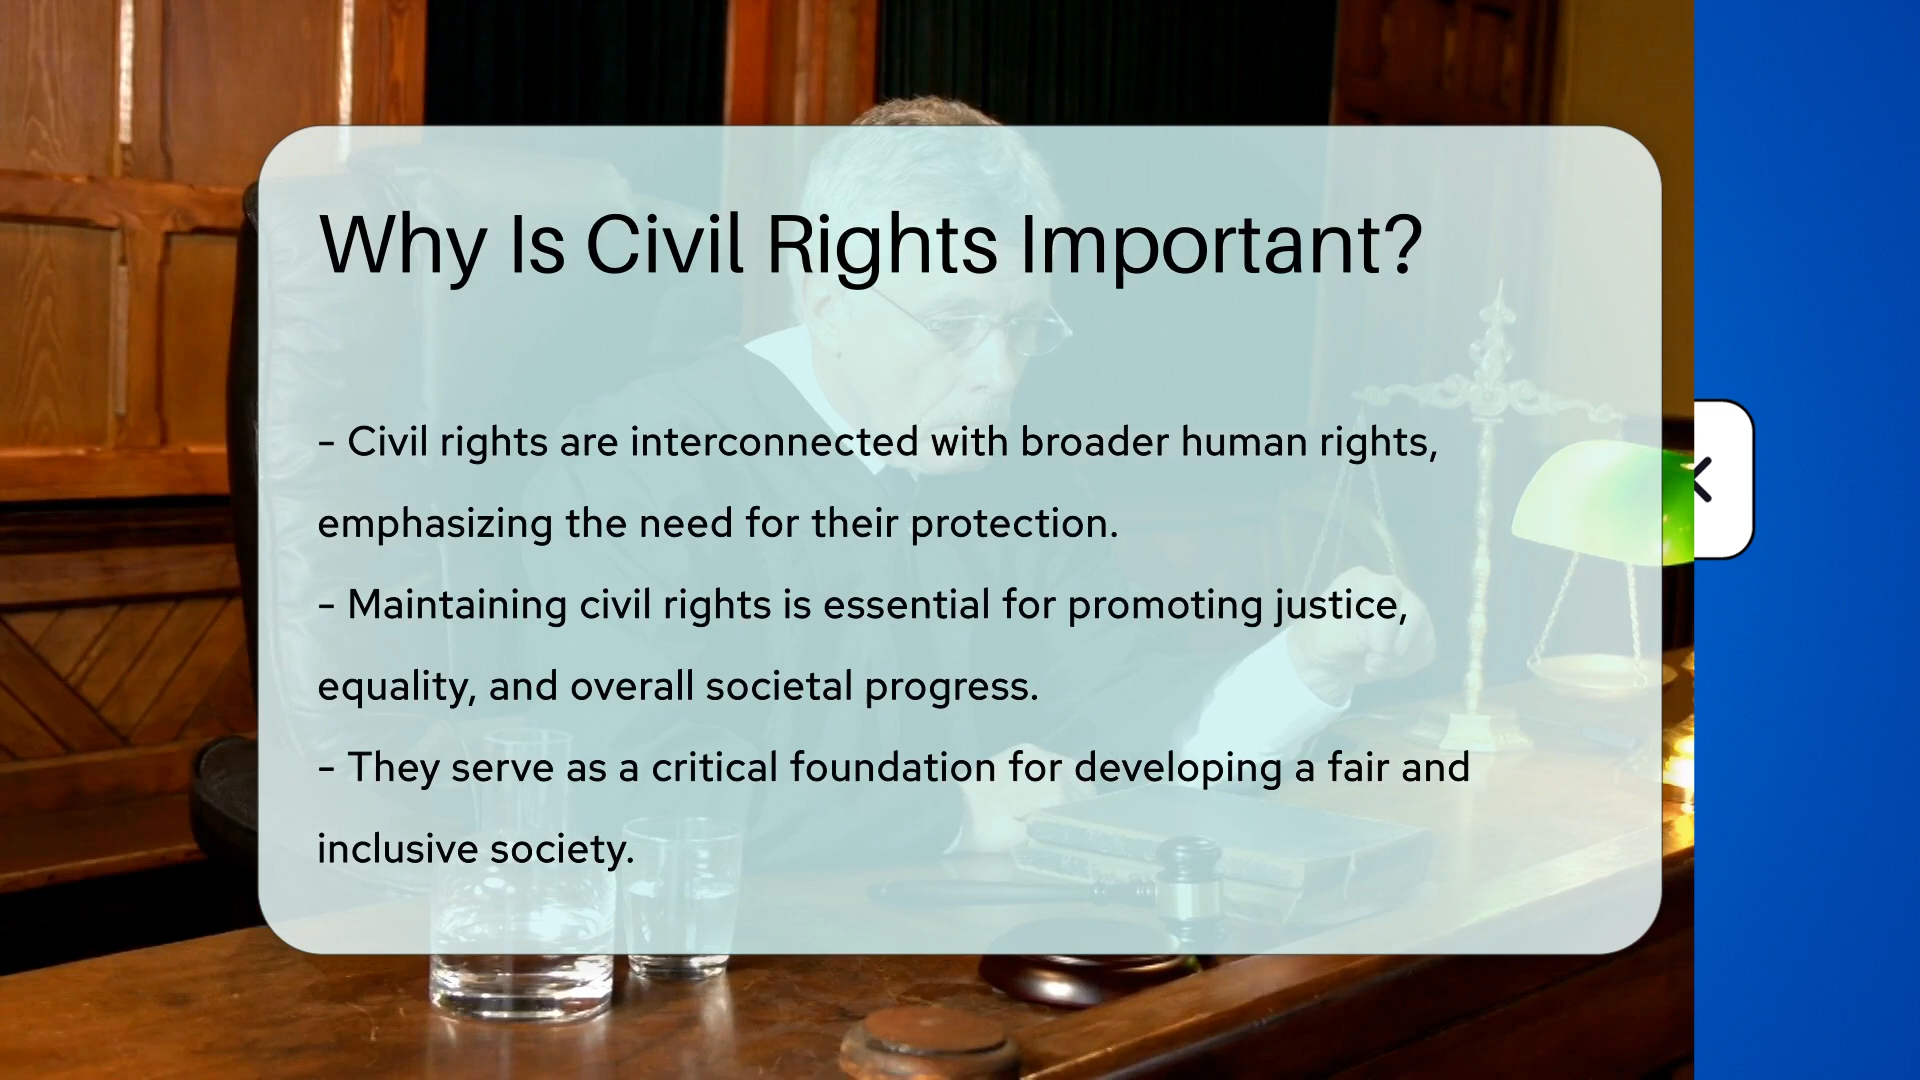 Why Is Civil Rights Important?
– Civil rights are interconnected with broader human rights,
emphasizing the need for their protection.
– Maintaining civil rights is essential for promoting justice,
equality, and overall societal progress.
– They serve as a critical foundation for developing a fair and
inclusive society.